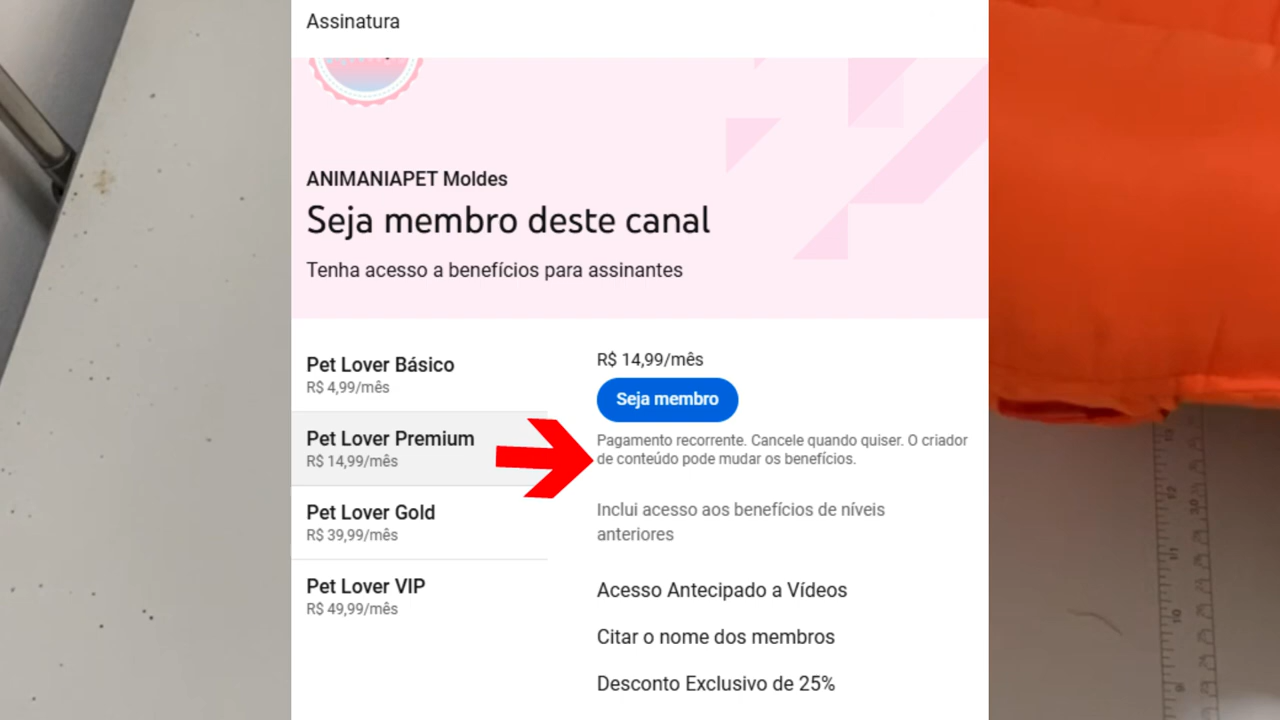 Assinatura
ANIMANIAPET Moldes
Seja membro deste canal
Tenha acesso a benefícios para assinantes
Pet Lover Básico
R$ 4,99/mês
Pet Lover Premium
R$ 14,99/mês
Pet Lover Gold
R$ 39,99/mês
Pet Lover VIP
R$ 49,99/mês
R$ 14,99/mês
Seja membro
Pagamento recorrente. Cancele quando quiser. O criador
de conteúdo pode mudar os benefícios.
Inclui acesso aos benefícios de níveis
anteriores
Acesso Antecipado a Vídeos
Citar o nome dos membros
Desconto Exclusivo de 25%